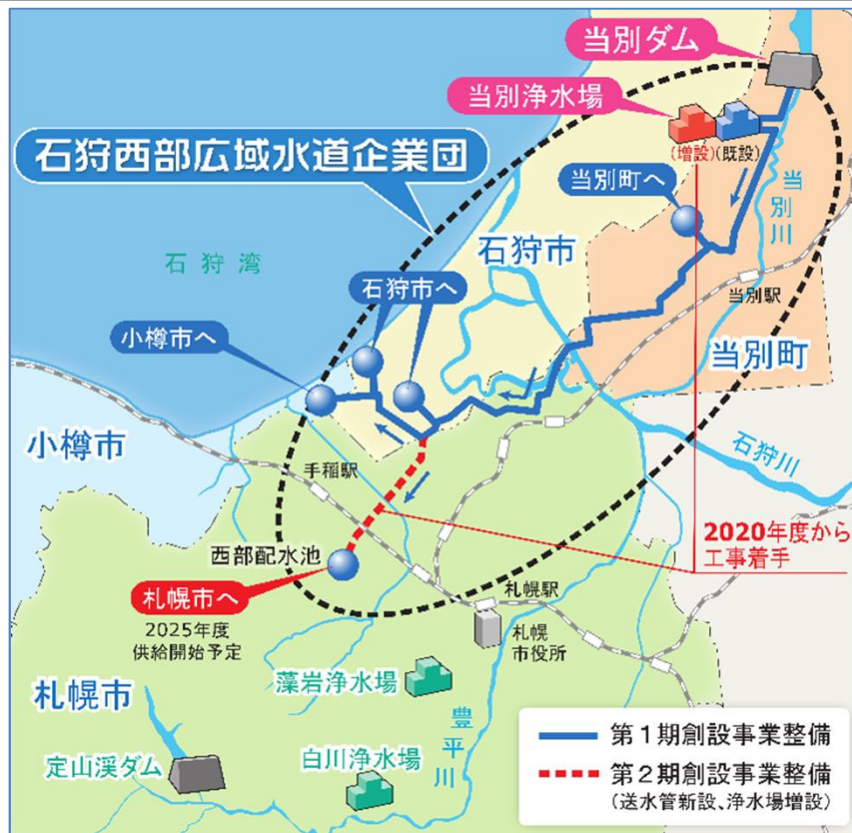 当別ダム
当別浄水場
石狩西部広域水道企業団
(増設)(既設)
当別町へ
当別川
石狩市
石狩湾
石狩市へ
当別駅
小樽市へ
当別町
小樽市
石狩川
手稲駅
2020年度から
工事着手
西部配水池
札幌市へ
札幌駅
2025年度
供給開始予定
札幌
市役所
藻岩浄水場
札幌市
豊平川
定山渓ダム
白川浄水場
第1期創設事業整備
第2期創設事業整備
(送水管新設、浄水場増設)